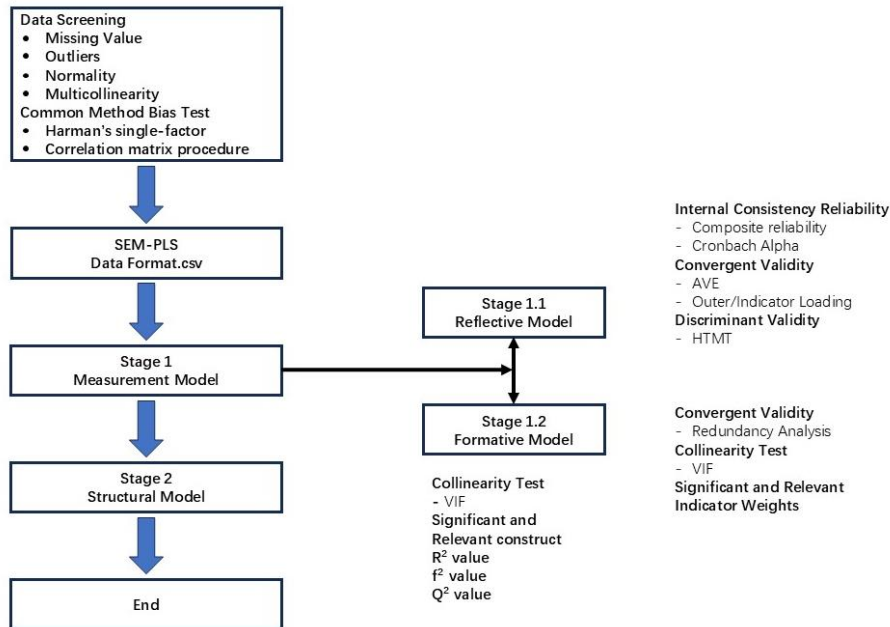 Data Screening
• Missing Value
• Outliers
• Normality
• Multicollinearity
Common Method Bias Test
• Harman's single-factor
• Correlation matrix procedure
SEM-PLS
Data Format.csv
Stage 1
Measurement Model
Stage 2
Structural Model
End
Stage 1.1
Reflective Model
Stage 1.2
Formative Model
Collinearity Test
- VIF
Significant and
Relevant construct
R² value
f² value
Q² value
Internal Consistency Reliability
- Composite reliability
- Cronbach Alpha
Convergent Validity
- AVE
- Outer/Indicator Loading
Discriminant Validity
- HTMT
Convergent Validity
- Redundancy Analysis
Collinearity Test
- VIF
Significant and Relevant
Indicator Weights